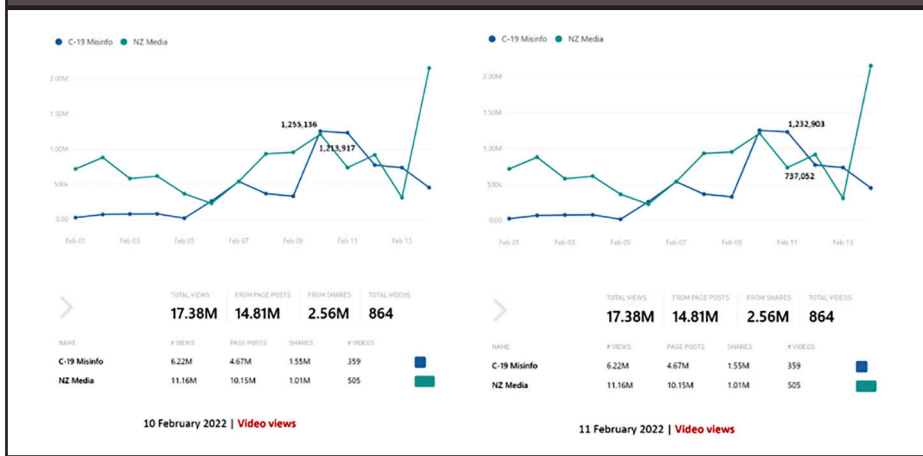 C-19 Misinfo NZ Media
2.00M
1.50M
1.00M
500k
0.00
1,255,136
1,213,917
Feb 01 Feb 03 Feb 05 Feb 07 Feb 09 Feb 11 Feb 13
TOTAL VIEWS FROM PAGE POSTS FROM SHARES TOTAL VIDEOS
17.38M 14.81M 2.56M 864
NAME # VIEWS PAGE POSTS SHARES # VIDEOS
C-19 Misinfo 6.22M 4.67M 1.55M 359
NZ Media 11.16M 10.15M 1.01M 505
10 February 2022 | Video views
C-19 Misinfo NZ Media
2.00M
1.50M
1.00M
500k
0.00
1,232,903
737,052
Feb 01 Feb 03 Feb 05 Feb 07 Feb 09 Feb 11 Feb 13
TOTAL VIEWS FROM PAGE POSTS FROM SHARES TOTAL VIDEOS
17.38M 14.81M 2.56M 864
NAME # VIEWS PAGE POSTS SHARES # VIDEOS
C-19 Misinfo 6.22M 4.67M 1.55M 359
NZ Media 11.16M 10.15M 1.01M 505
11 February 2022 | Video views